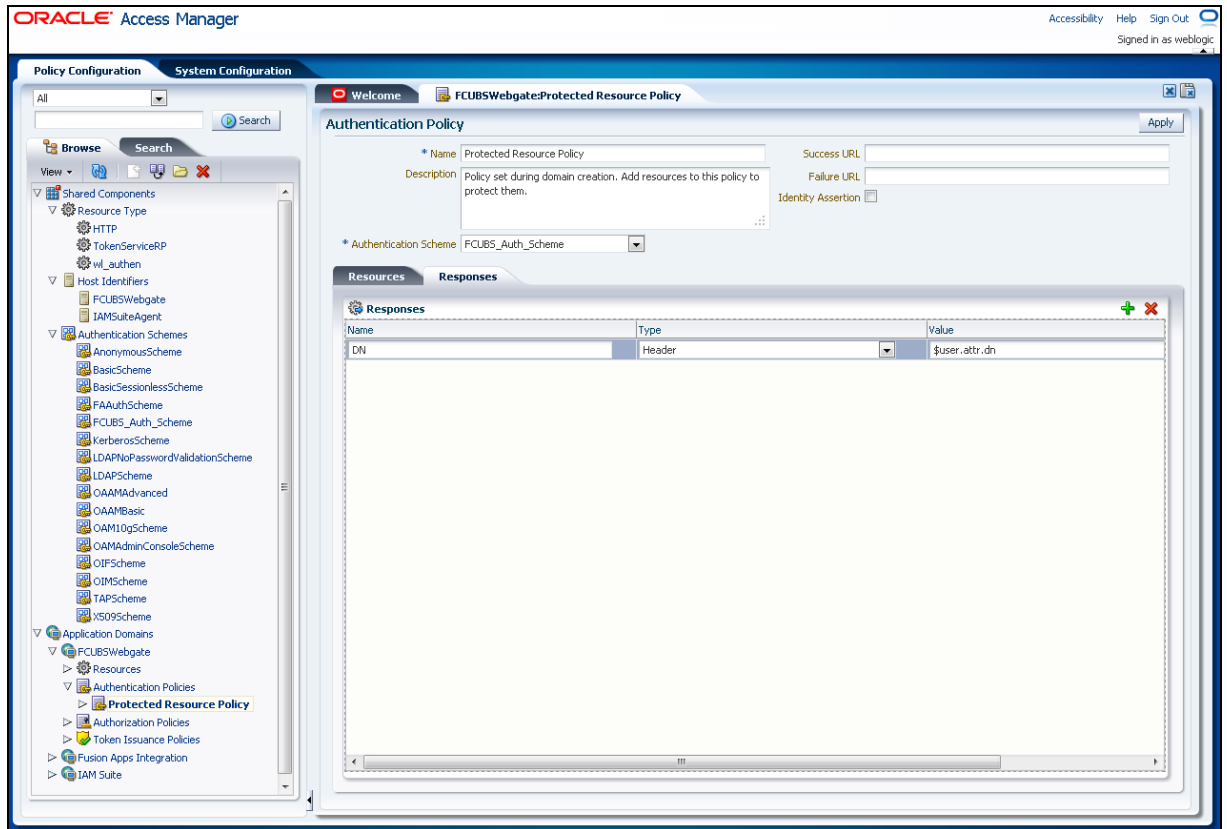 ORACLE Access Manager
Accessibility Help Sign Out
Signed in as weblogic
Policy Configuration System Configuration
All
Search
Browse Search
View
Shared Components
Resource Type
HTTP
TokenServiceRP
wl_authen
Host Identifiers
FCUBSWebgate
IAMSuiteAgent
Authentication Schemes
AnonymousScheme
BasicScheme
BasicSessionlessScheme
FAAuthScheme
FCUBS_Auth_Scheme
KerberosScheme
LDAPNoPasswordValidationScheme
LDAPScheme
OAAMAdvanced
OAAMBasic
OAM10gScheme
OAMAdminConsoleScheme
OIFScheme
OIMScheme
TAPScheme
X509Scheme
Application Domains
FCUBSWebgate
Resources
Authentication Policies
Protected Resource Policy
Authorization Policies
Token Issuance Policies
Fusion Apps Integration
IAM Suite
Welcome FCUBSWebgate:Protected Resource Policy
Authentication Policy Apply
* Name Protected Resource Policy Success URL
Description Policy set during domain creation. Add resources to this policy to protect them. Failure URL
Identity Assertion
* Authentication Scheme FCUBS_Auth_Scheme
Resources Responses
Responses
Name Type Value
DN Header $user.attr.dn